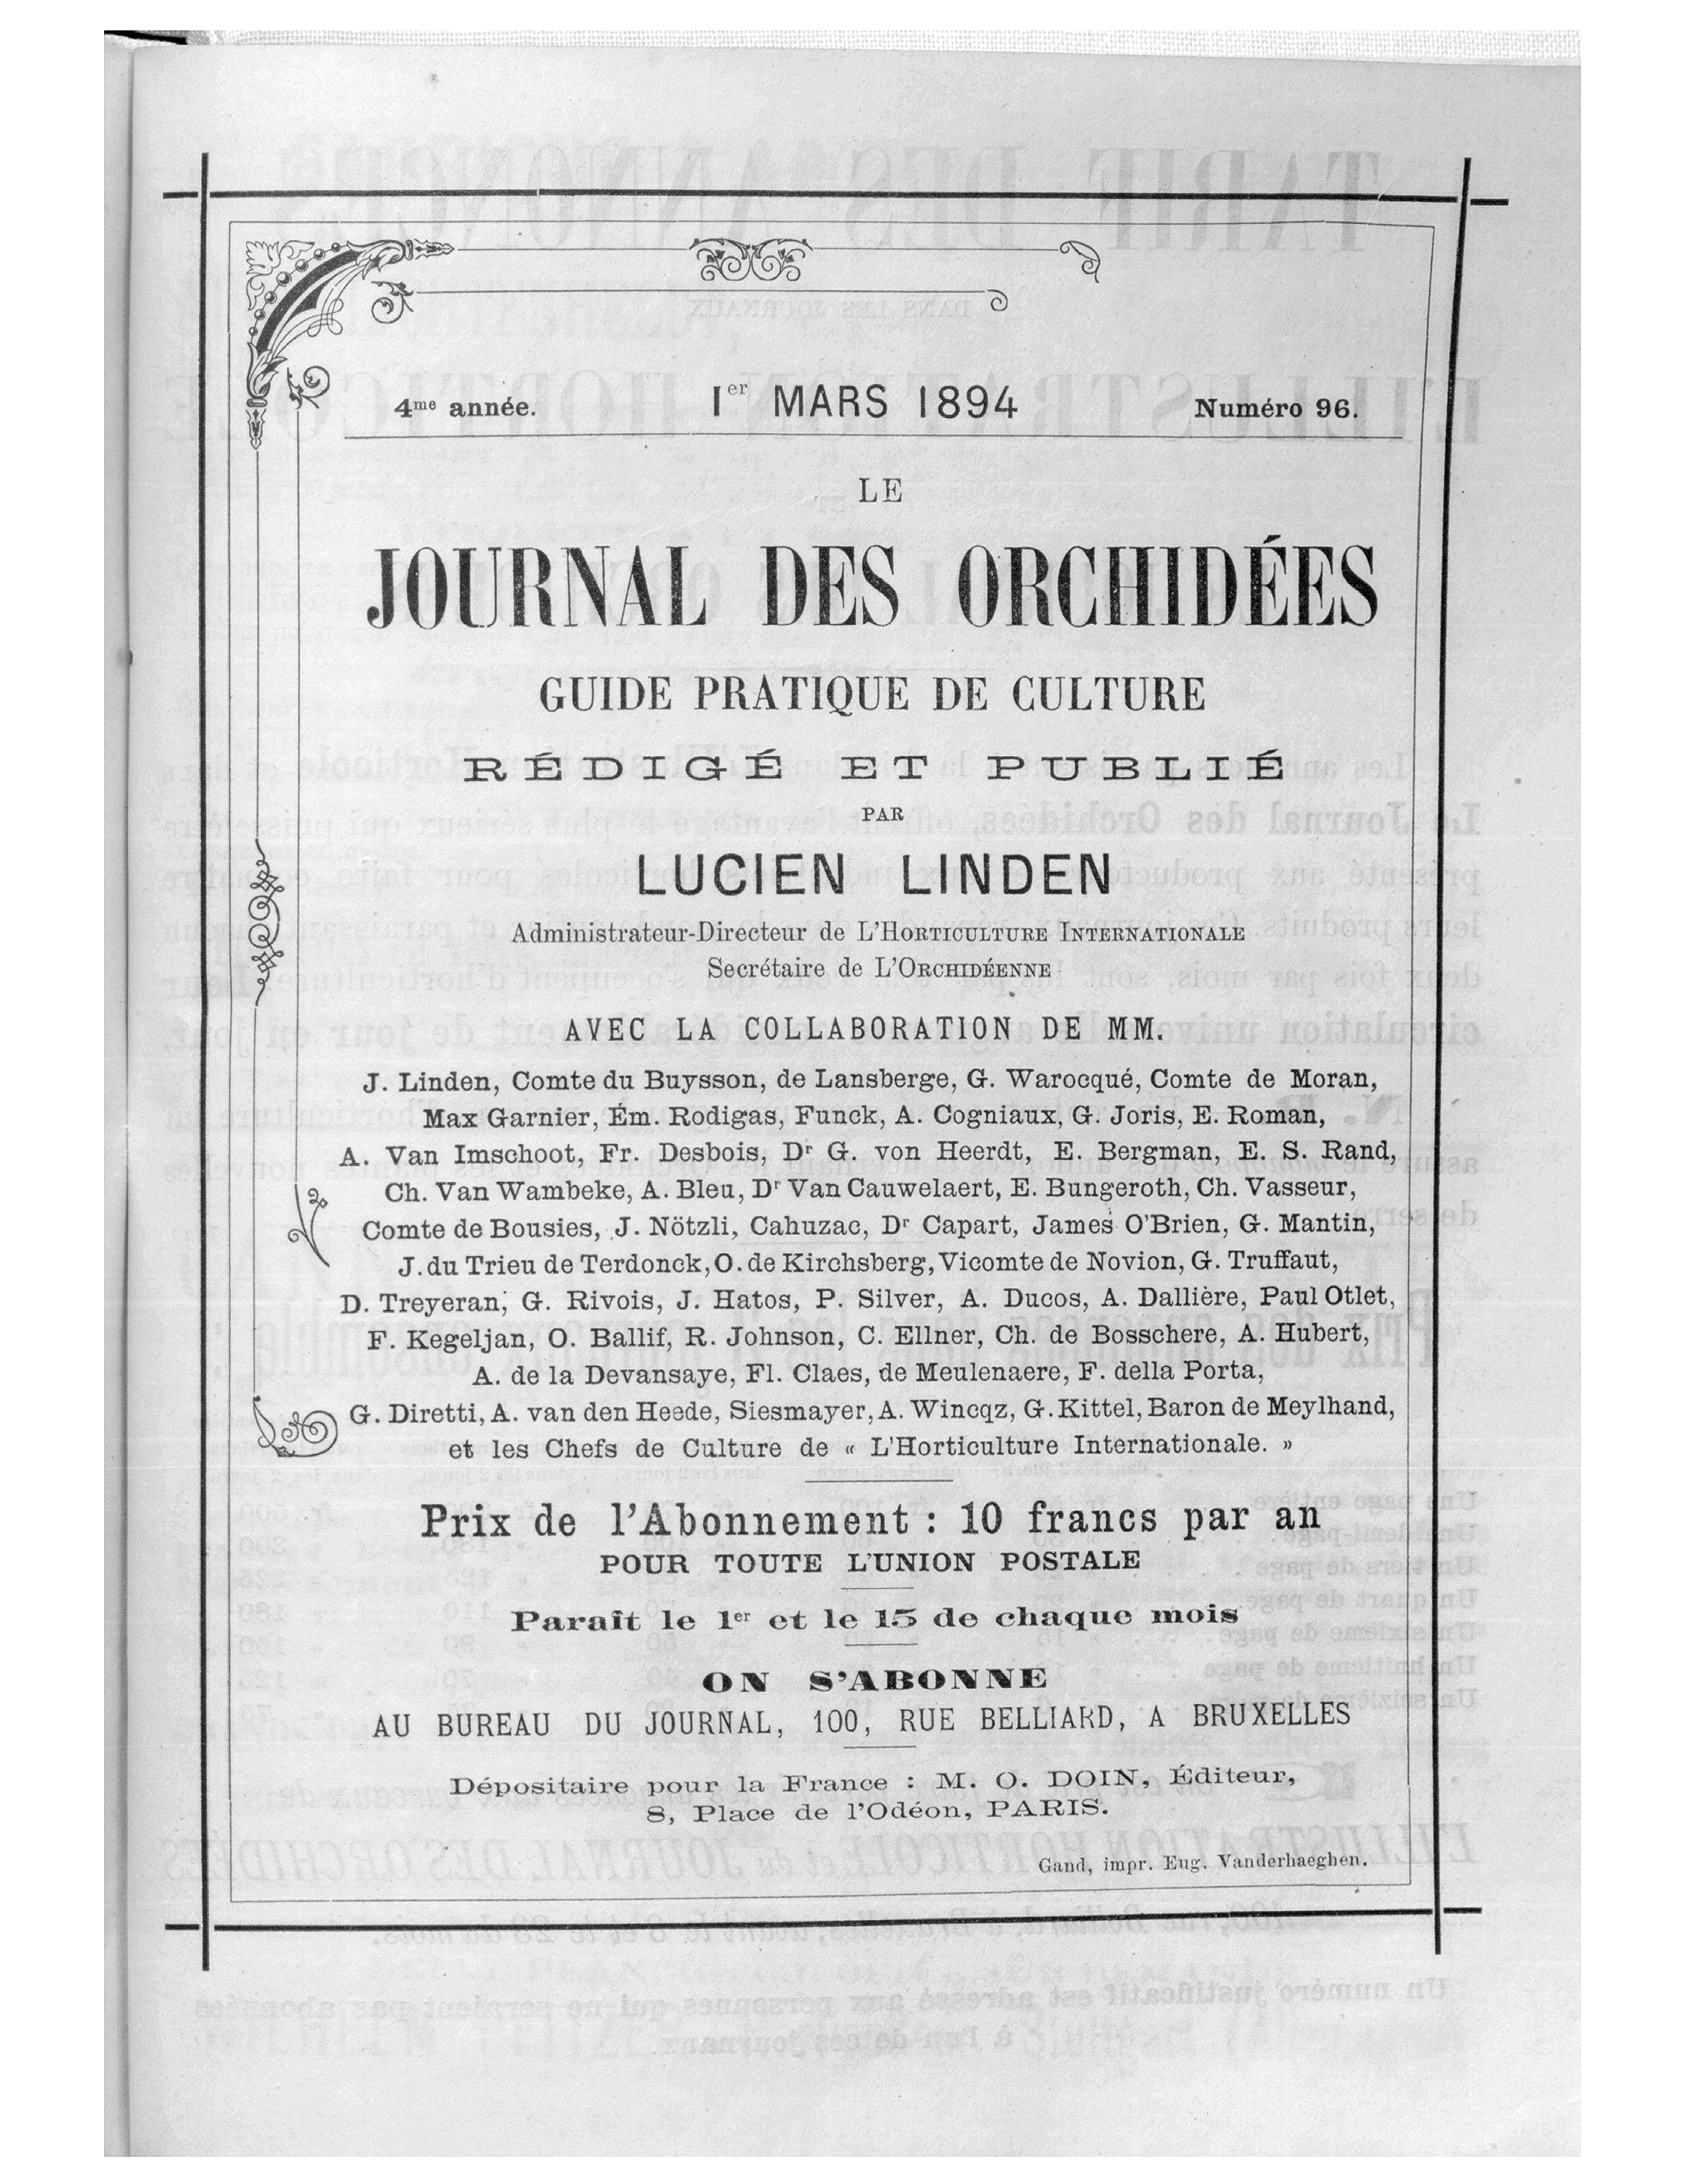 4me année.
1er MARS 1894
Numéro 96.
LE
JOURNAL DES ORCHIDÉES
GUIDE PRATIQUE DE CULTURE
RÉDIGÉ ET PUBLIÉ
PAR
LUCIEN LINDEN
Administrateur-Directeur de L'HORTICULTURE INTERNATIONALE
Secrétaire de L'ORCHIDÉENNE
AVEC LA COLLABORATION DE MM.
J. Linden, Comte du Buysson, de Lansberge, G. Warocqué, Comte de Moran,
Max Garnier, Ém. Rodigas, Funck, A. Cogniaux, G. Joris, E. Roman,
A. Van Imschoot, Fr. Desbois, Dr G. von Heerdt, E. Bergman, E. S. Rand,
Ch. Van Wambeke, A. Bleu, Dr Van Cauwelaert, E. Bungeroth, Ch. Vasseur,
Comte de Bousies, J. Nötzli, Cahuzac, Dr Capart, James O'Brien, G. Mantin,
J. du Trieu de Terdonck, O. de Kirchsberg, Vicomte de Novion, G. Truffaut,
D. Treyeran, G. Rivois, J. Hatos, P. Silver, A. Ducos, A. Dallière, Paul Otlet,
F. Kegeljan, O. Ballif, R. Johnson, C. Ellner, Ch. de Bosschere, A. Hubert,
A. de la Devansaye, Fl. Claes, de Meulenaere, F. della Porta,
G. Diretti, A. van den Heede, Siesmayer, A. Wincqz, G. Kittel, Baron de Meylhand,
et les Chefs de Culture de « L'Horticulture Internationale. »
Prix de l'Abonnement : 10 francs par an
POUR TOUTE L'UNION POSTALE
Paraît le 1er et le 15 de chaque mois
ON S'ABONNE
AU BUREAU DU JOURNAL, 100, RUE BELLIARD, A BRUXELLES
Dépositaire pour la France : M. O. DOIN, Éditeur,
8, Place de l'Odéon, PARIS.
Gand, impr. Eug. Vanderhaeghen.